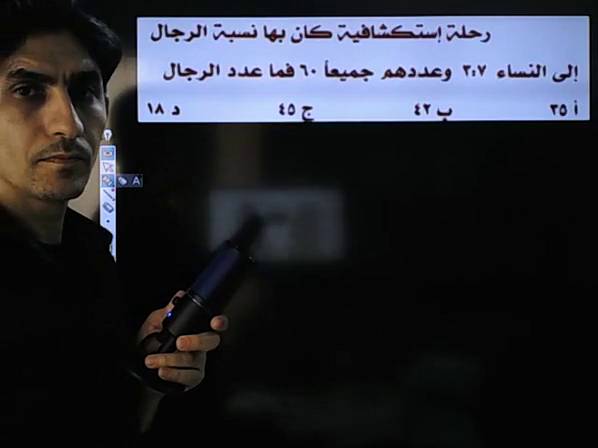 رحلة إستكشافية كان بها نسبة الرجال
إلى النساء ٣:٧ وعددهم جميعاً ٦٠ فما عدد الرجال
أ ٣٥ ب ٤٢ ج ٤٥ د ١٨
A